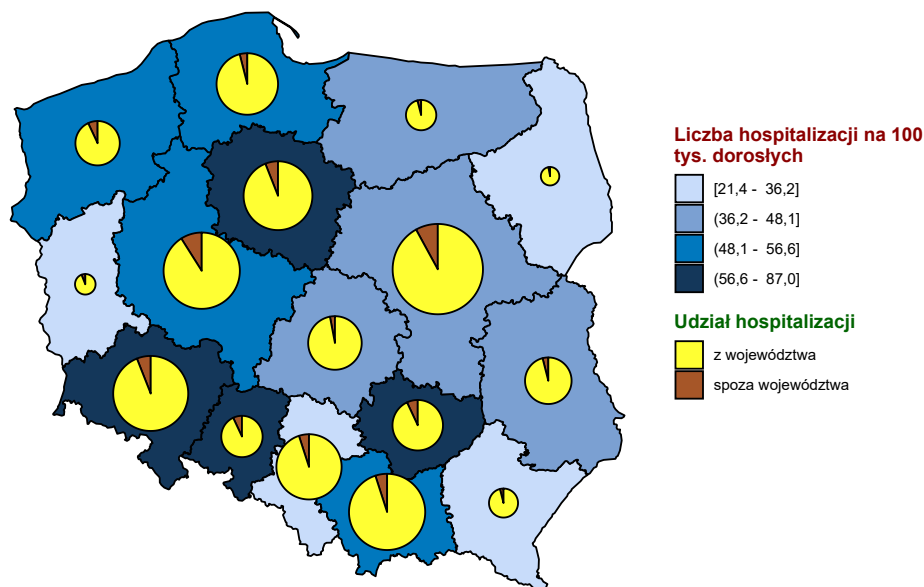 Liczba hospitalizacji na 100
tys. dorosłych
[21,4 - 36,2]
(36,2 - 48,1]
(48,1 - 56,6]
(56,6 - 87,0]
Udział hospitalizacji
z województwa
spoza województwa